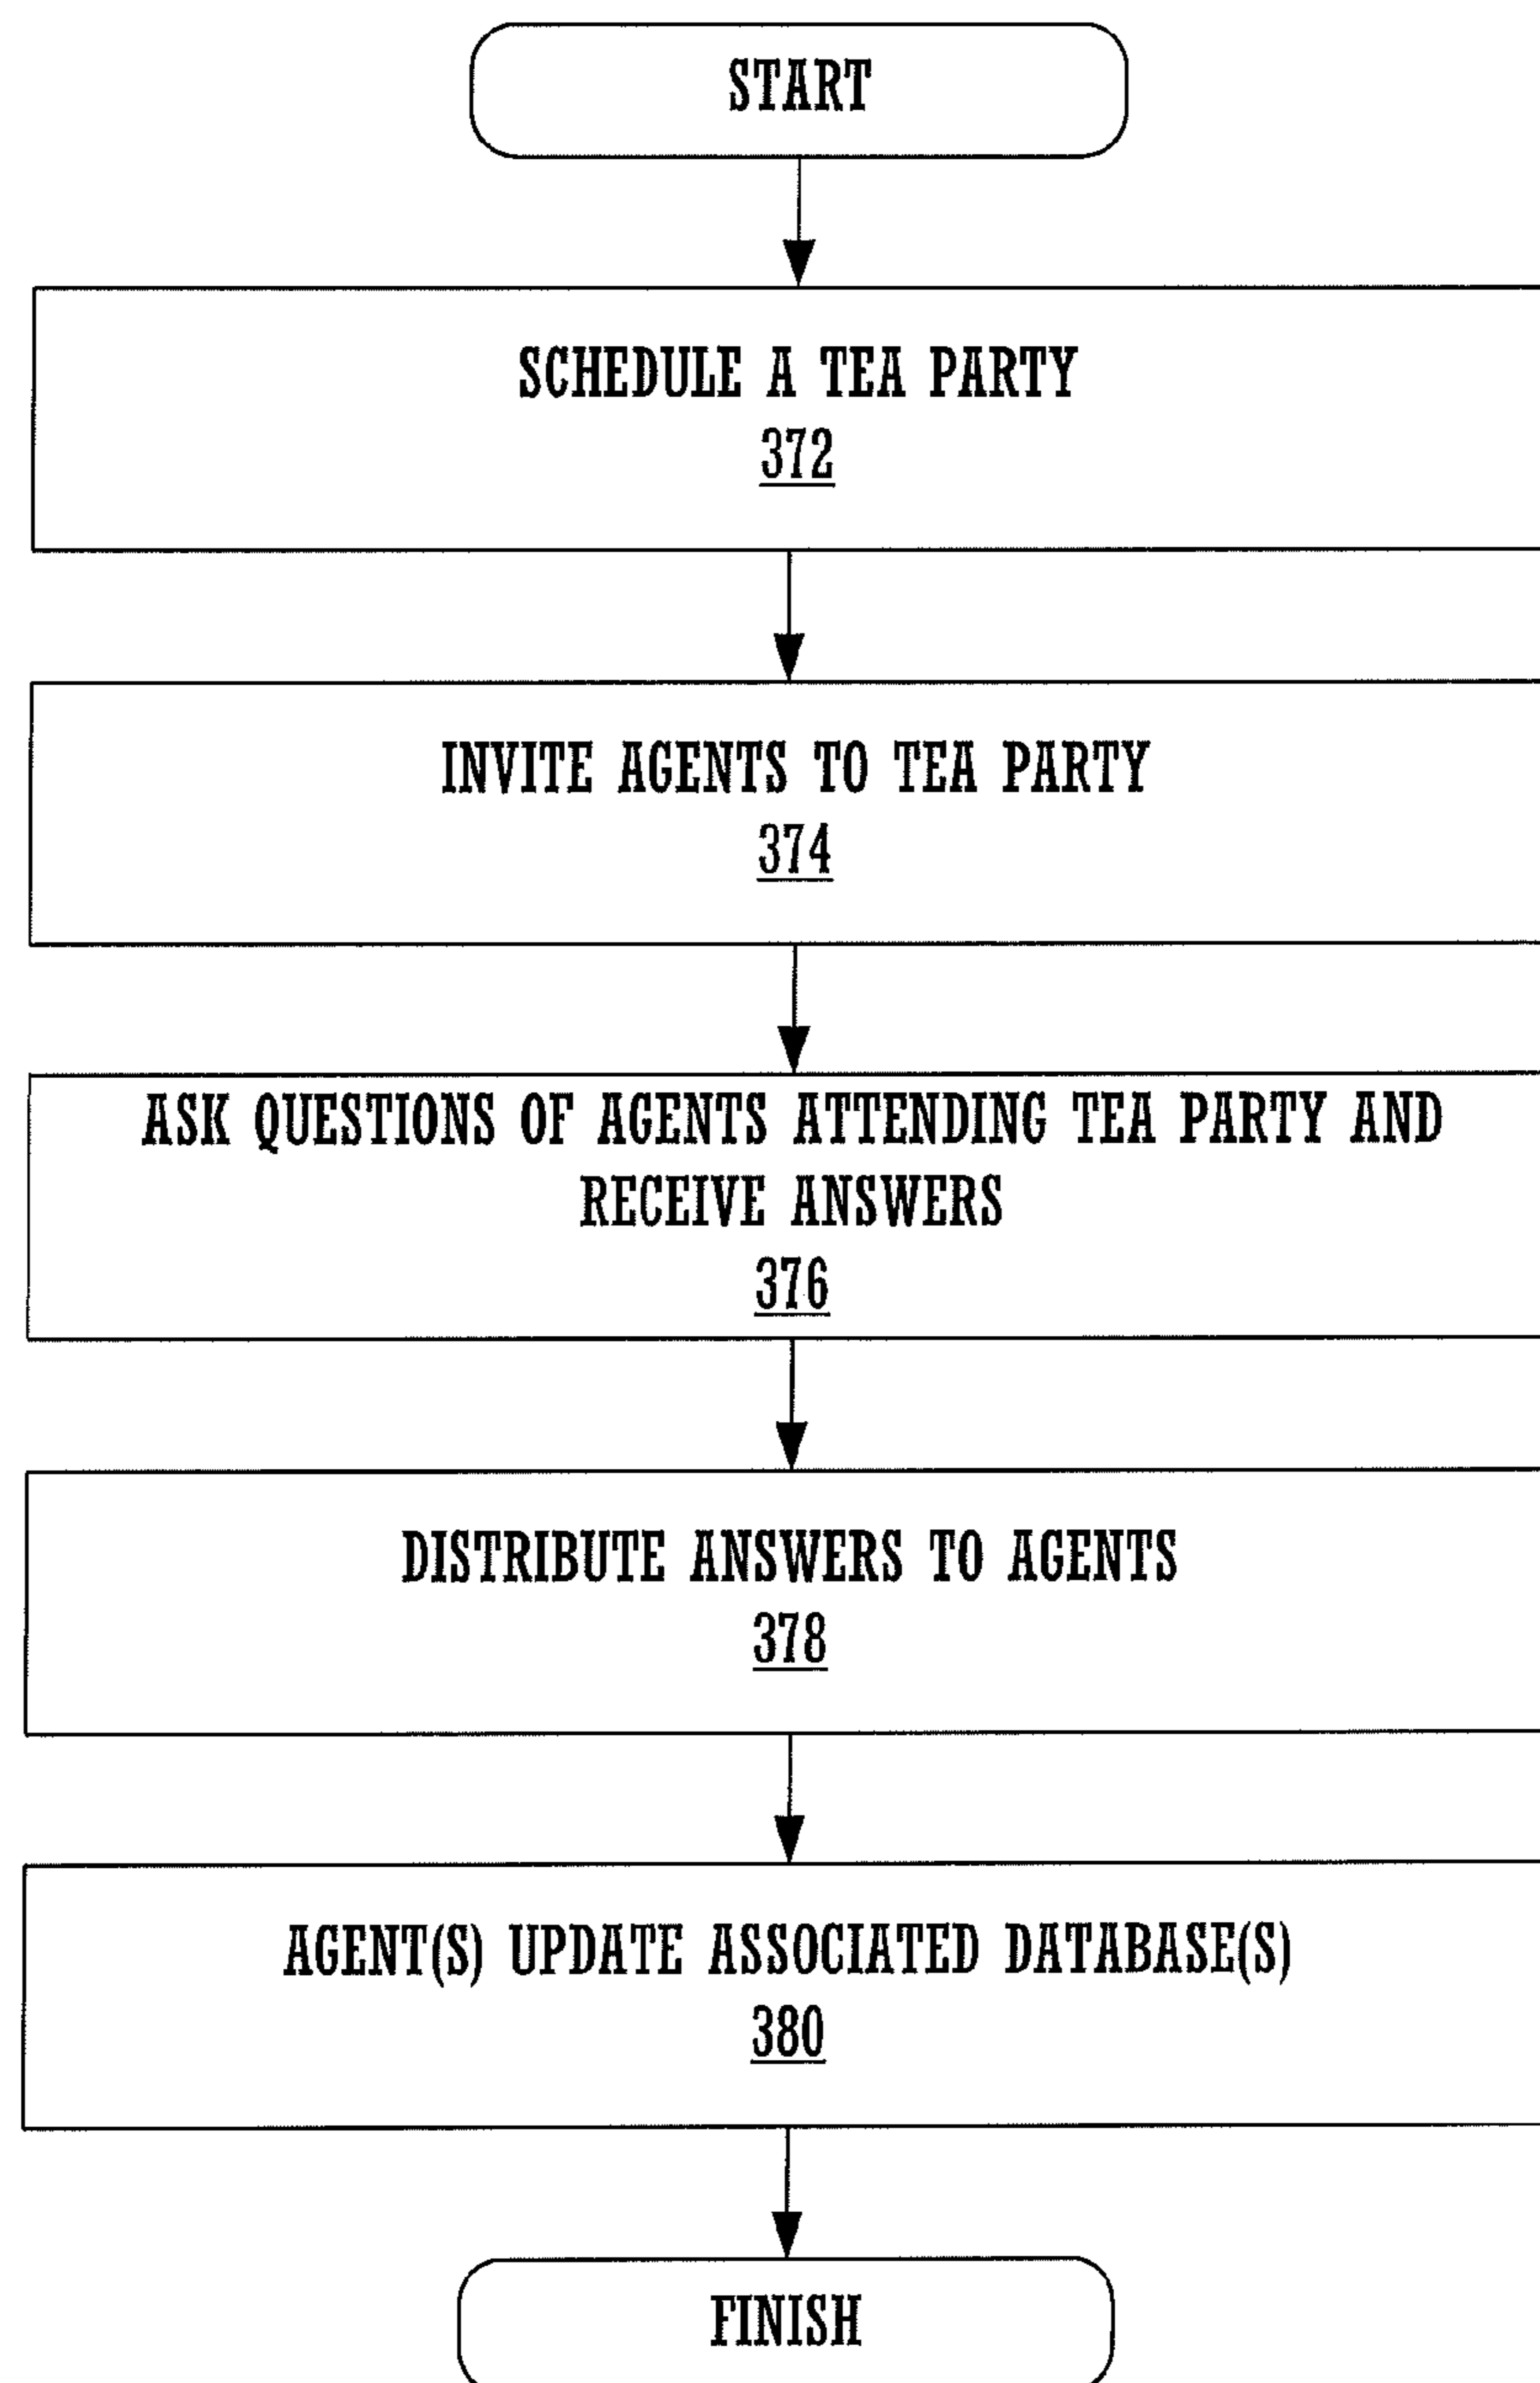 START
SCHEDULE A TEA PARTY
372
INVITE AGENTS TO TEA PARTY
374
ASK QUESTIONS OF AGENTS ATTENDING TEA PARTY AND
RECEIVE ANSWERS
376
DISTRIBUTE ANSWERS TO AGENTS
378
AGENT(S) UPDATE ASSOCIATED DATABASE(S)
380
FINISH